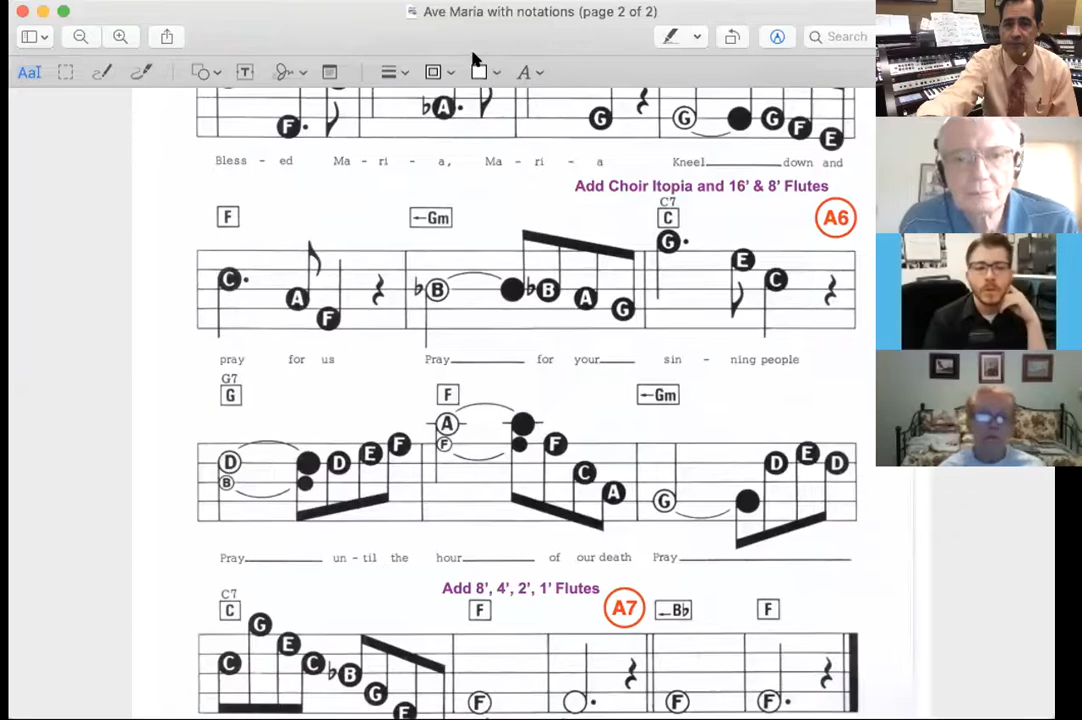 Ave Maria with notations (page 2 of 2)
Search
AaI
T
A
F G G G F E
♭A
Bless - ed Ma - ri - a, Ma - ri - a Kneel down and
Add Choir Itopia and 16' & 8' Flutes
C7
F ←Gm C A6
C A F ♭B ♭B A G G E C
pray for us Pray for your sin - ning people
G7
G F ←Gm
D B D E F A F F C A G D E D
Pray un - til the hour of our death Pray
Add 8', 4', 2', 1' Flutes
C7
C F A7 ←B♭ F
C G E C ♭B G E F F F